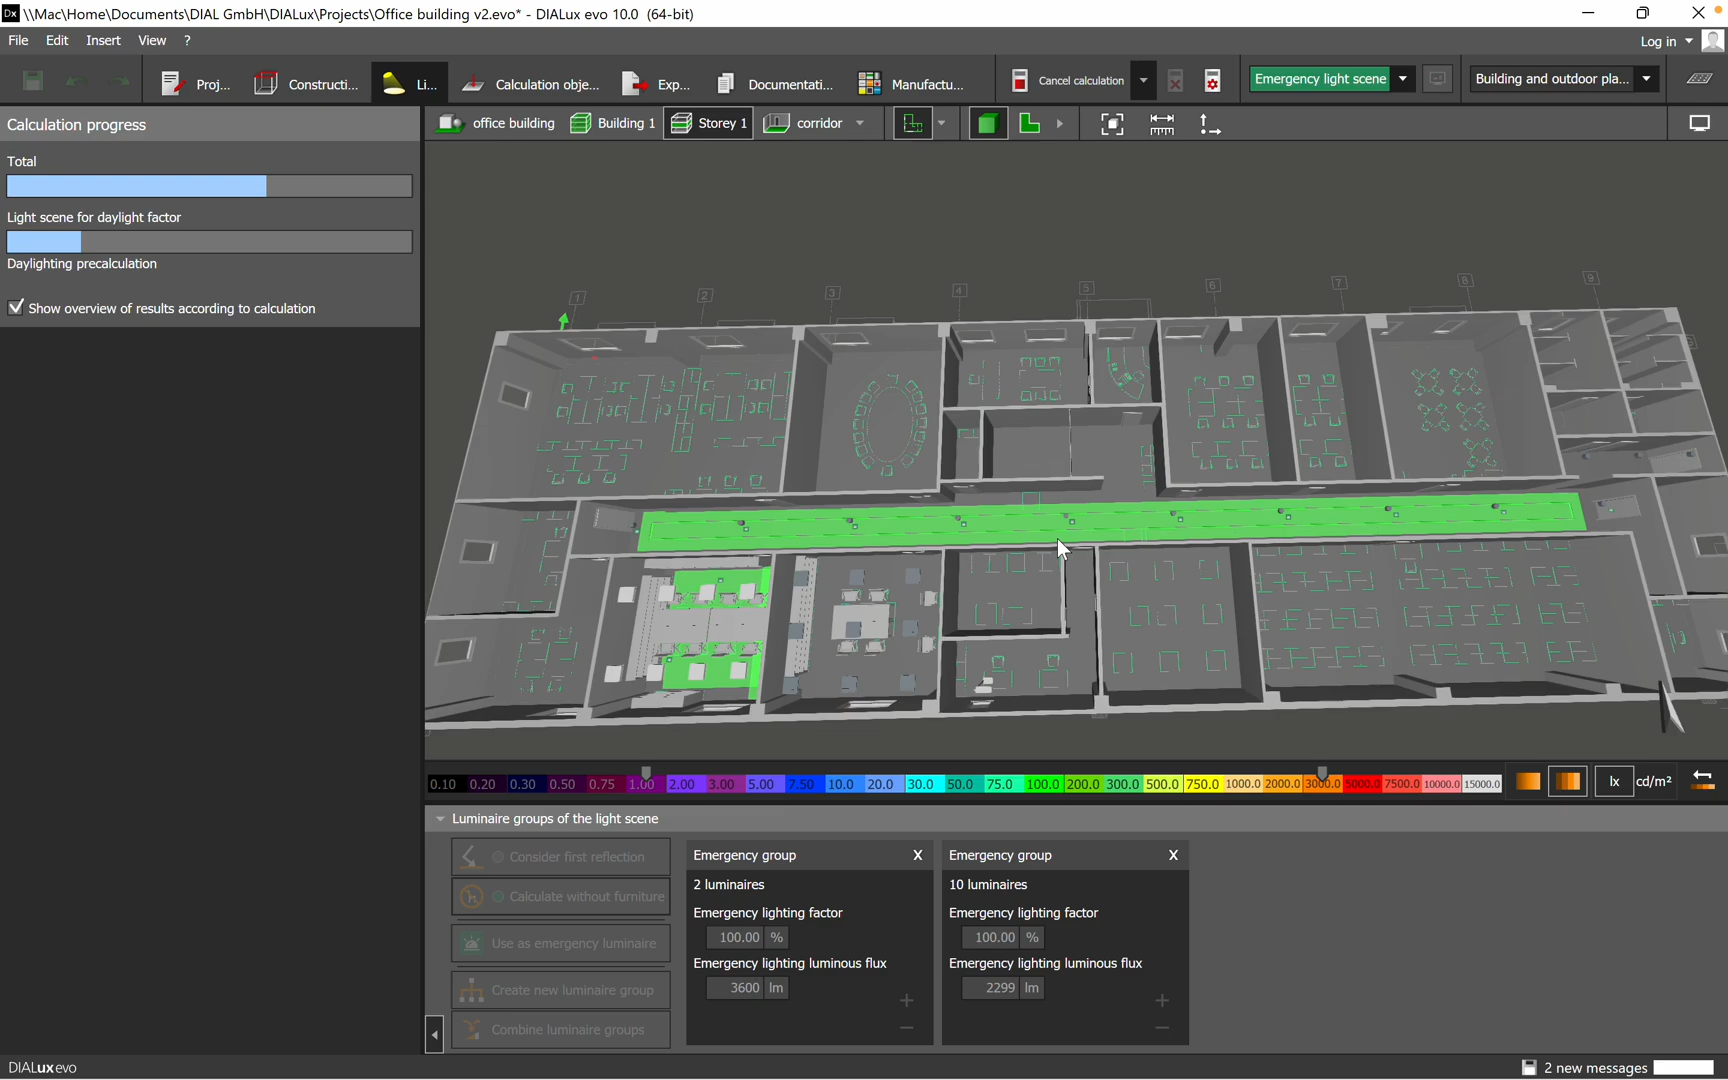 Dx \\Mac\Home\Documents\DIAL GmbH\DIALux\Projects\Office building v2.evo* - DIALux evo 10.0 (64-bit)
File Edit Insert View ?
Log in
Proj... Constructi... Li... Calculation obje... Exp... Documentati... Manufactu... Cancel calculation Emergency light scene Building and outdoor pla...
Calculation progress
office building Building 1 Storey 1 corridor
Total
Light scene for daylight factor
Daylighting precalculation
Show overview of results according to calculation
1 2 3 4 5 6 7 8 9
0.10 0.20 0.30 0.50 0.75 1.00 2.00 3.00 5.00 7.50 10.0 20.0 30.0 50.0 75.0 100.0 200.0 300.0 500.0 750.0 1000.0 2000.0 3000.0 5000.0 7500.0 10000.0 15000.0 lx cd/m²
Luminaire groups of the light scene
Consider first reflection
Calculate without furniture
Use as emergency luminaire
Create new luminaire group
Combine luminaire groups
Emergency group X
2 luminaires
Emergency lighting factor
100.00 %
Emergency lighting luminous flux
3600 lm
+
−
Emergency group X
10 luminaires
Emergency lighting factor
100.00 %
Emergency lighting luminous flux
2299 lm
+
−
DIALux evo
2 new messages